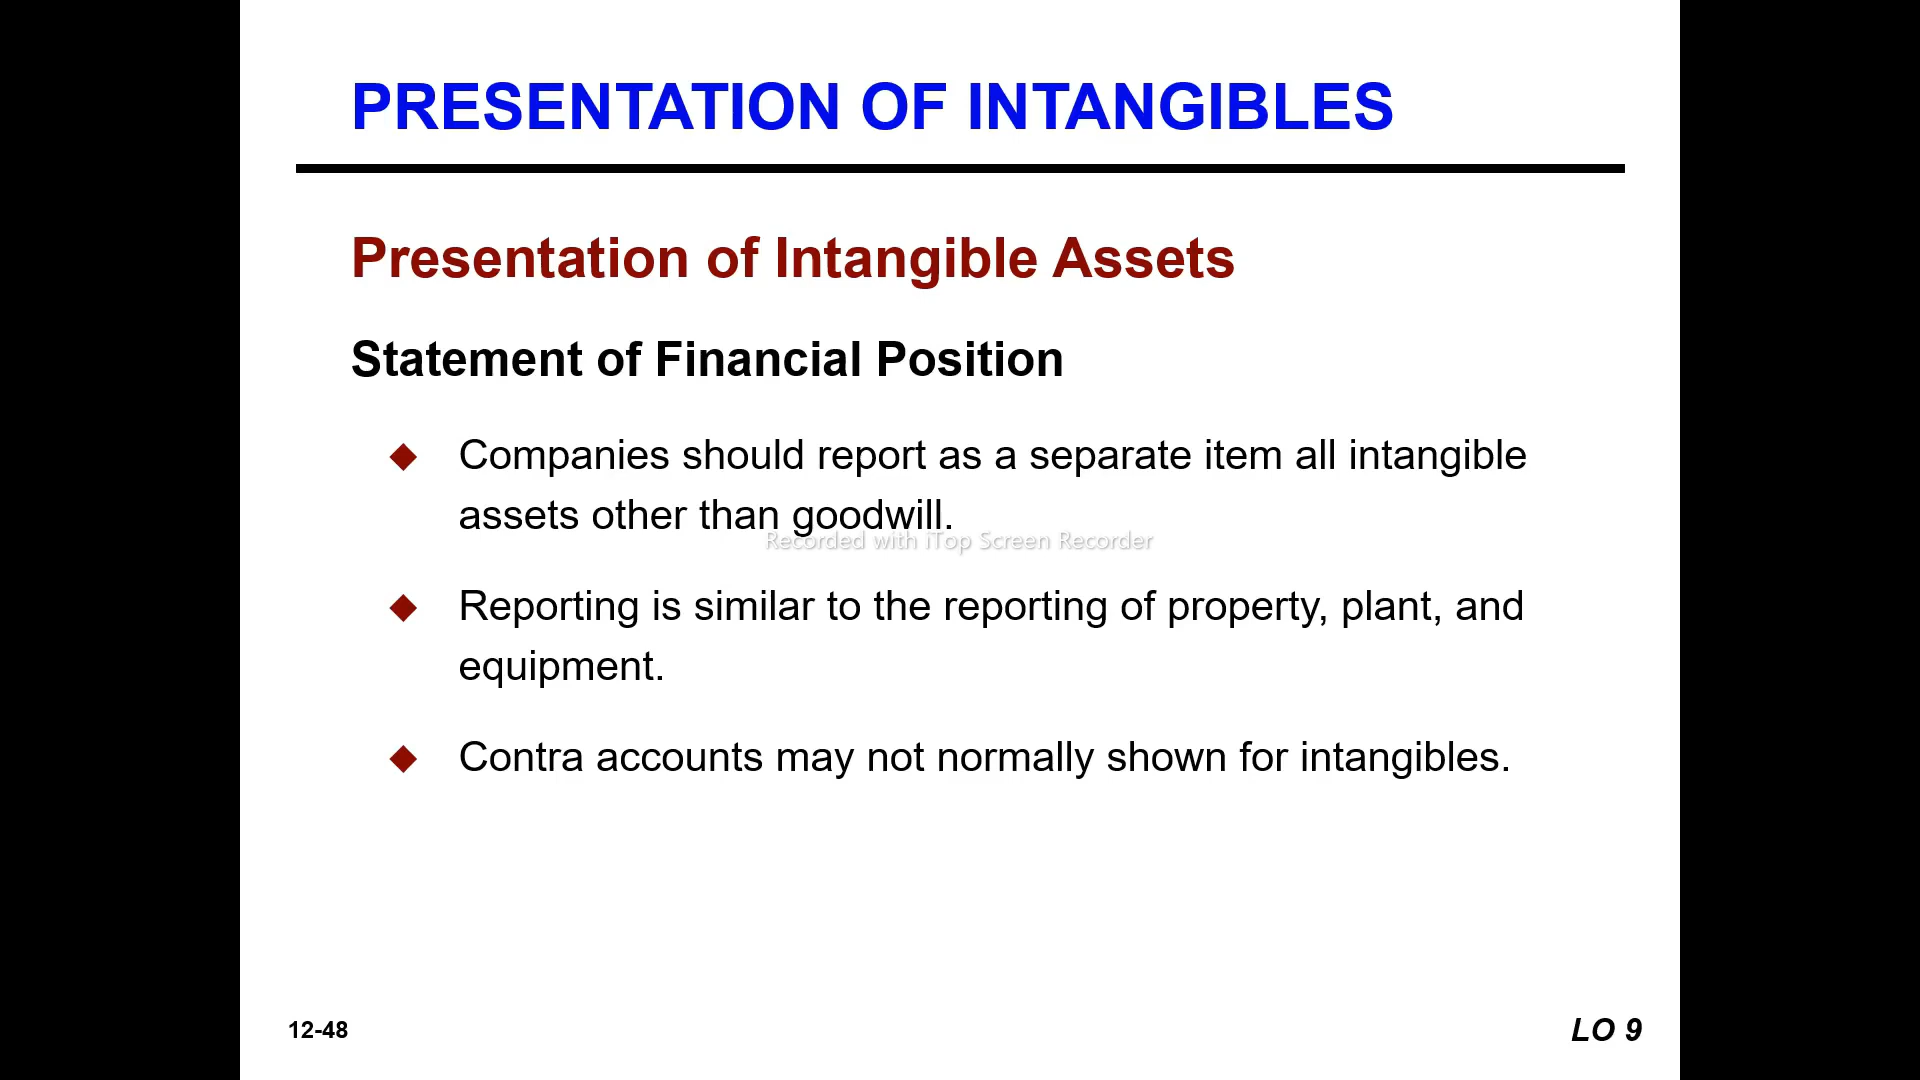 PRESENTATION OF INTANGIBLES
Presentation of Intangible Assets
Statement of Financial Position
Companies should report as a separate item all intangible
assets other than goodwill.
Recorded with iTop Screen Recorder
Reporting is similar to the reporting of property, plant, and
equipment.
Contra accounts may not normally shown for intangibles.
12-48
LO 9